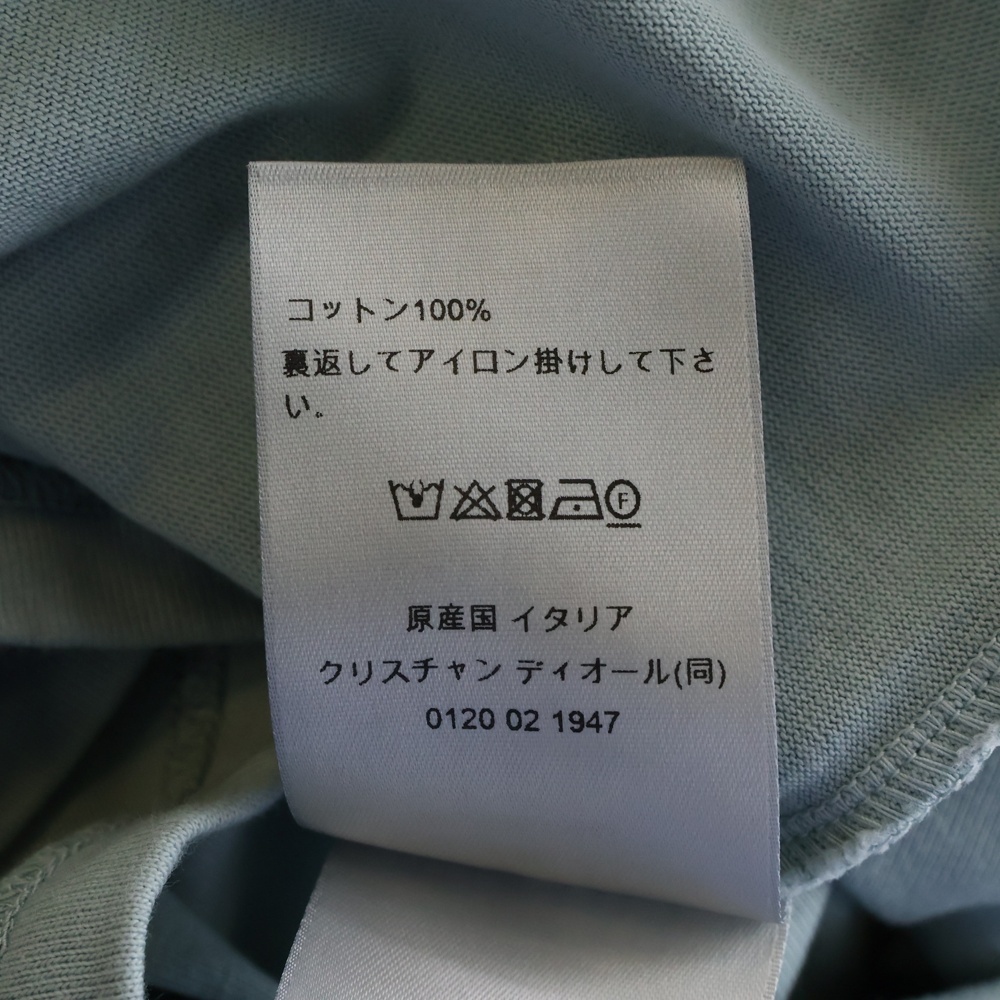 コットン100%
裏返してアイロン掛けして下さ
い。
F
原産国 イタリア
クリスチャン ディオール(同)
0120 02 1947